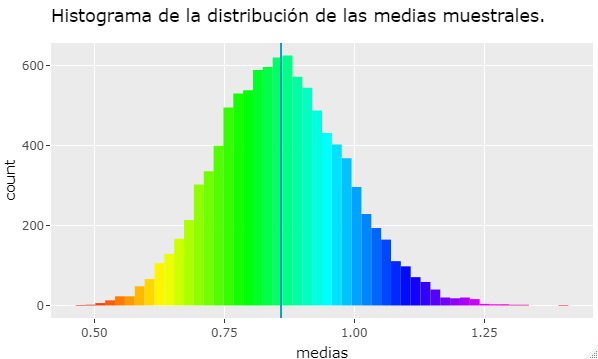 Histograma de la distribución de las medias muestrales.
600
400
200
0
count
0.50 0.75 1.00 1.25
medias